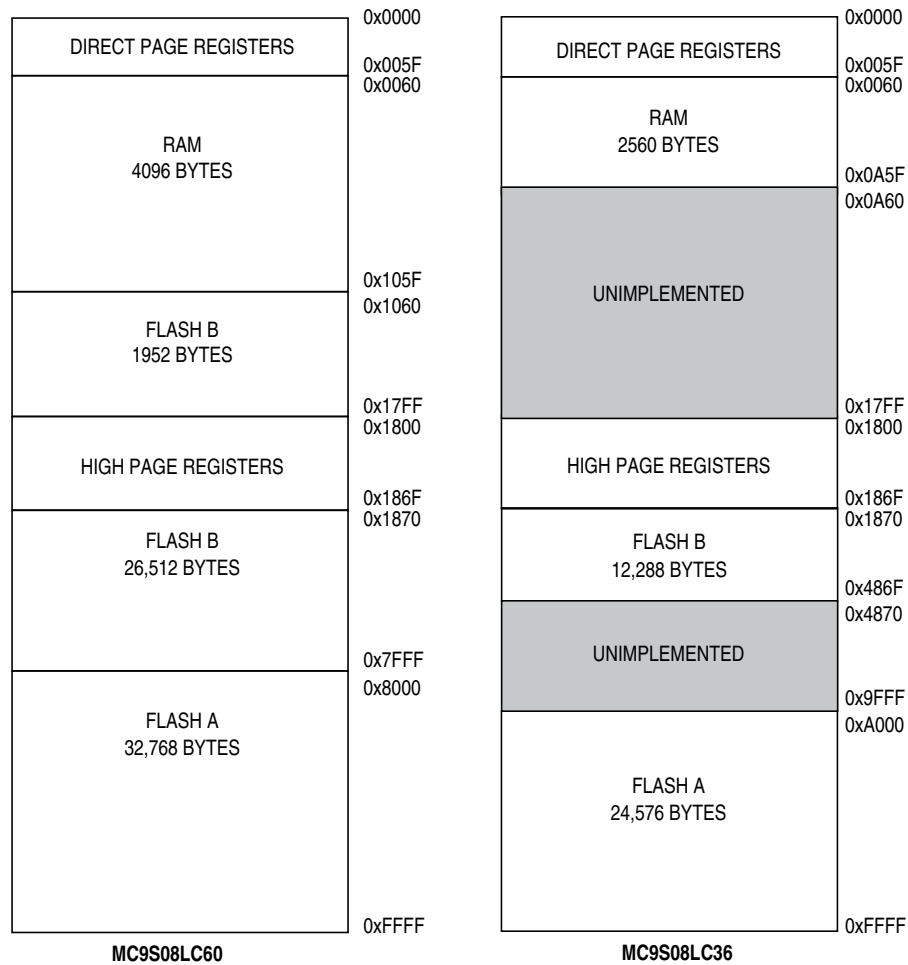 0x0000
DIRECT PAGE REGISTERS
0x005F
0x0060
RAM
4096 BYTES
0x105F
0x1060
FLASH B
1952 BYTES
0x17FF
0x1800
HIGH PAGE REGISTERS
0x186F
0x1870
FLASH B
26,512 BYTES
0x7FFF
0x8000
FLASH A
32,768 BYTES
0xFFFF
MC9S08LC60
0x0000
DIRECT PAGE REGISTERS
0x005F
0x0060
RAM
2560 BYTES
0x0A5F
0x0A60
UNIMPLEMENTED
0x17FF
0x1800
HIGH PAGE REGISTERS
0x186F
0x1870
FLASH B
12,288 BYTES
0x486F
0x4870
UNIMPLEMENTED
0x9FFF
0xA000
FLASH A
24,576 BYTES
0xFFFF
MC9S08LC36